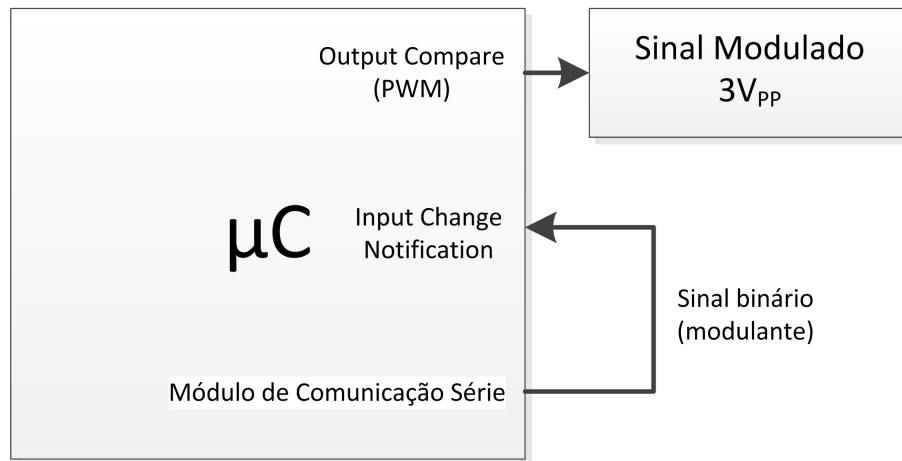 Output Compare
(PWM)
Sinal Modulado
3VPP
µC
Input Change
Notification
Sinal binário
(modulante)
Módulo de Comunicação Série